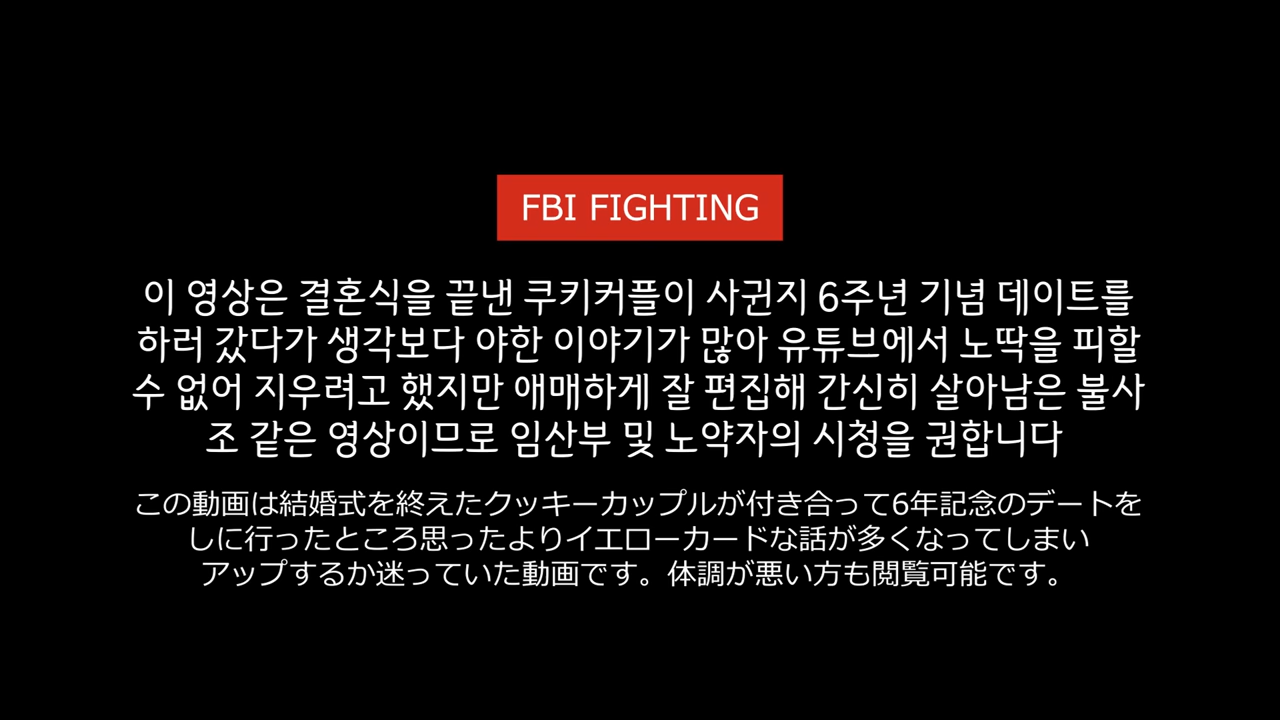 FBI FIGHTING
이 영상은 결혼식을 끝낸 쿠키커플이 사귄지 6주년 기념 데이트를
하러 갔다가 생각보다 야한 이야기가 많아 유튜브에서 노딱을 피할
수 없어 지우려고 했지만 애매하게 잘 편집해 간신히 살아남은 불사
조 같은 영상이므로 임산부 및 노약자의 시청을 권합니다
この動画は結婚式を終えたクッキーカップルが付き合って6年記念のデートを
しに行ったところ思ったよりイエローカードな話が多くなってしまい
アップするか迷っていた動画です。体調が悪い方も閲覧可能です。